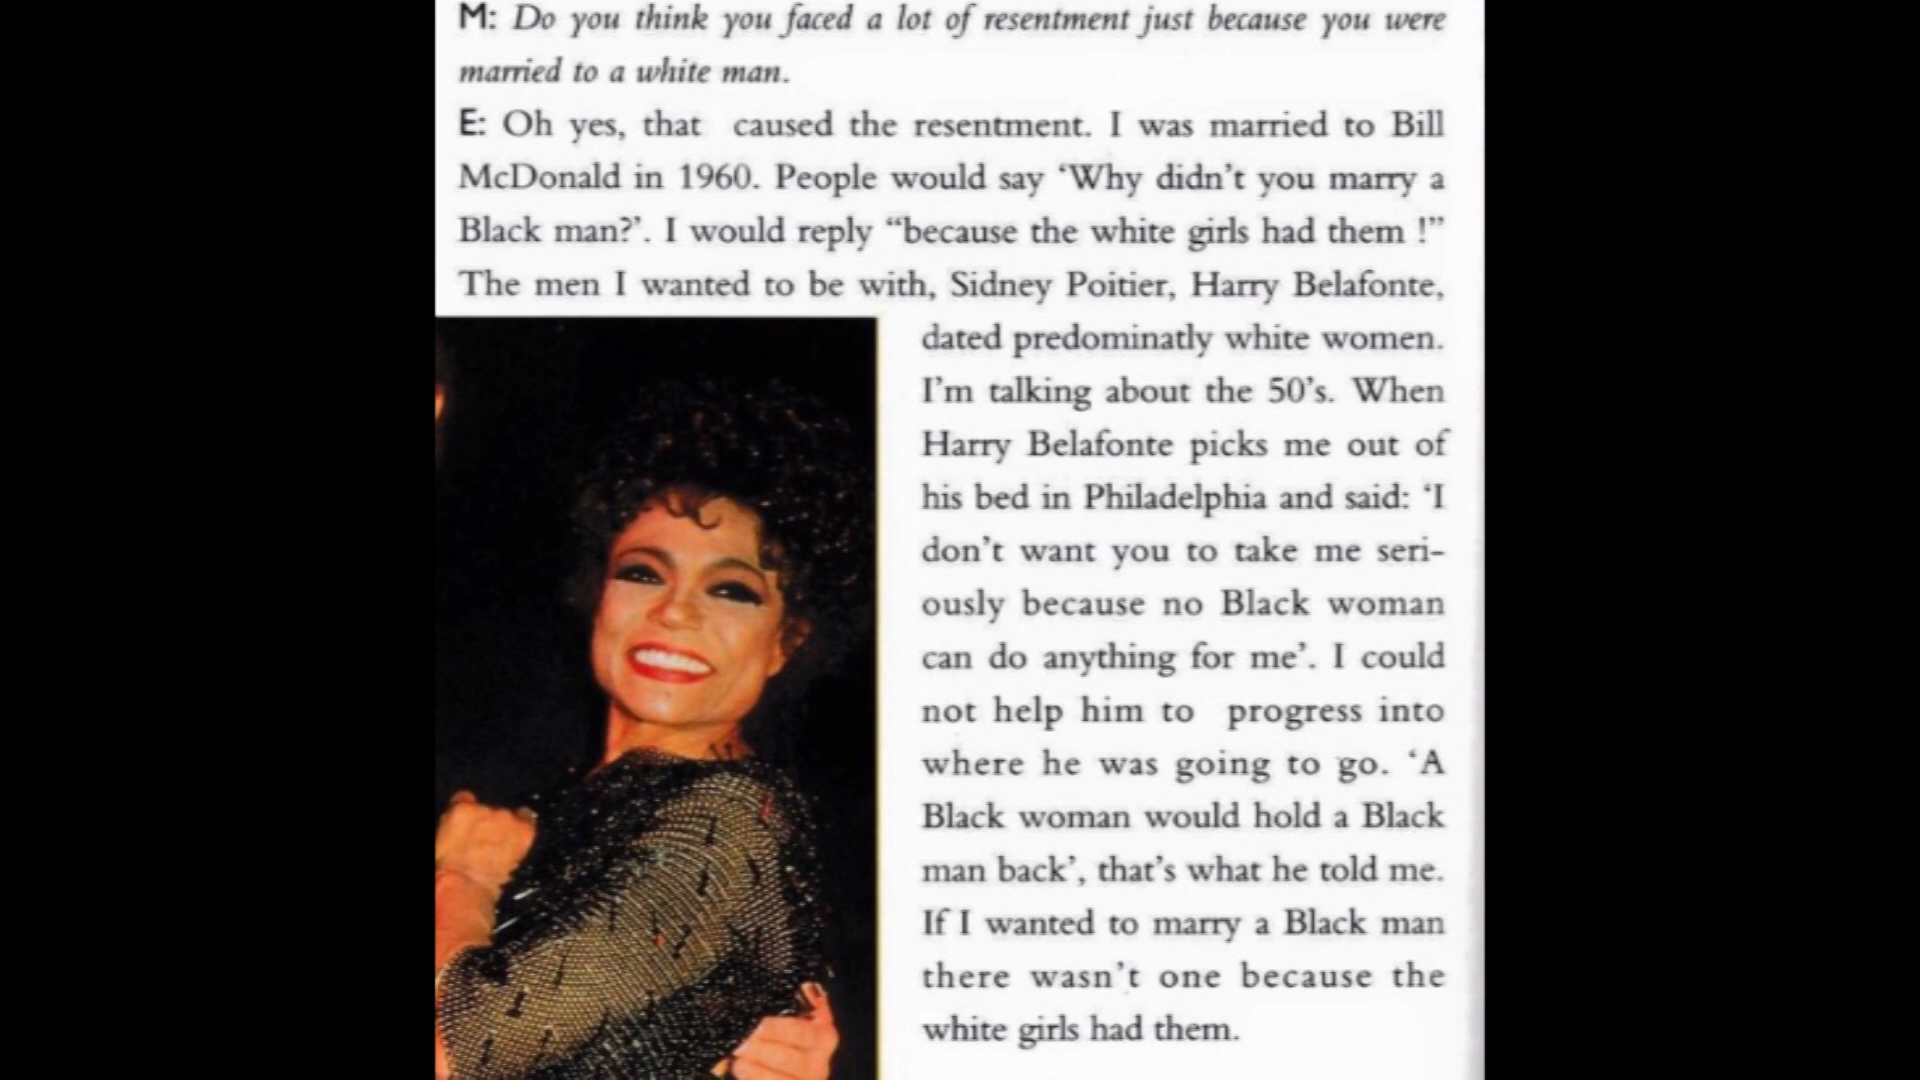 M: Do you think you faced a lot of resentment just because you were
married to a white man.
E: Oh yes, that caused the resentment. I was married to Bill
McDonald in 1960. People would say ‘Why didn’t you marry a
Black man?’. I would reply “because the white girls had them !”
The men I wanted to be with, Sidney Poitier, Harry Belafonte,
dated predominatly white women.
I’m talking about the 50’s. When
Harry Belafonte picks me out of
his bed in Philadelphia and said: ‘I
don’t want you to take me seri-
ously because no Black woman
can do anything for me’. I could
not help him to progress into
where he was going to go. ‘A
Black woman would hold a Black
man back’, that’s what he told me.
If I wanted to marry a Black man
there wasn’t one because the
white girls had them.